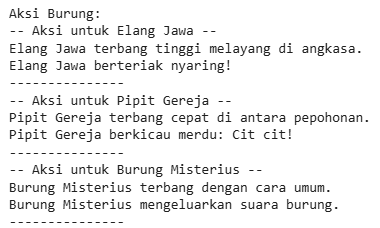 Aksi Burung:
-- Aksi untuk Elang Jawa --
Elang Jawa terbang tinggi melayang di angkasa.
Elang Jawa berteriak nyaring!
---------------
-- Aksi untuk Pipit Gereja --
Pipit Gereja terbang cepat di antara pepohonan.
Pipit Gereja berkicau merdu: Cit cit!
---------------
-- Aksi untuk Burung Misterius --
Burung Misterius terbang dengan cara umum.
Burung Misterius mengeluarkan suara burung.
---------------